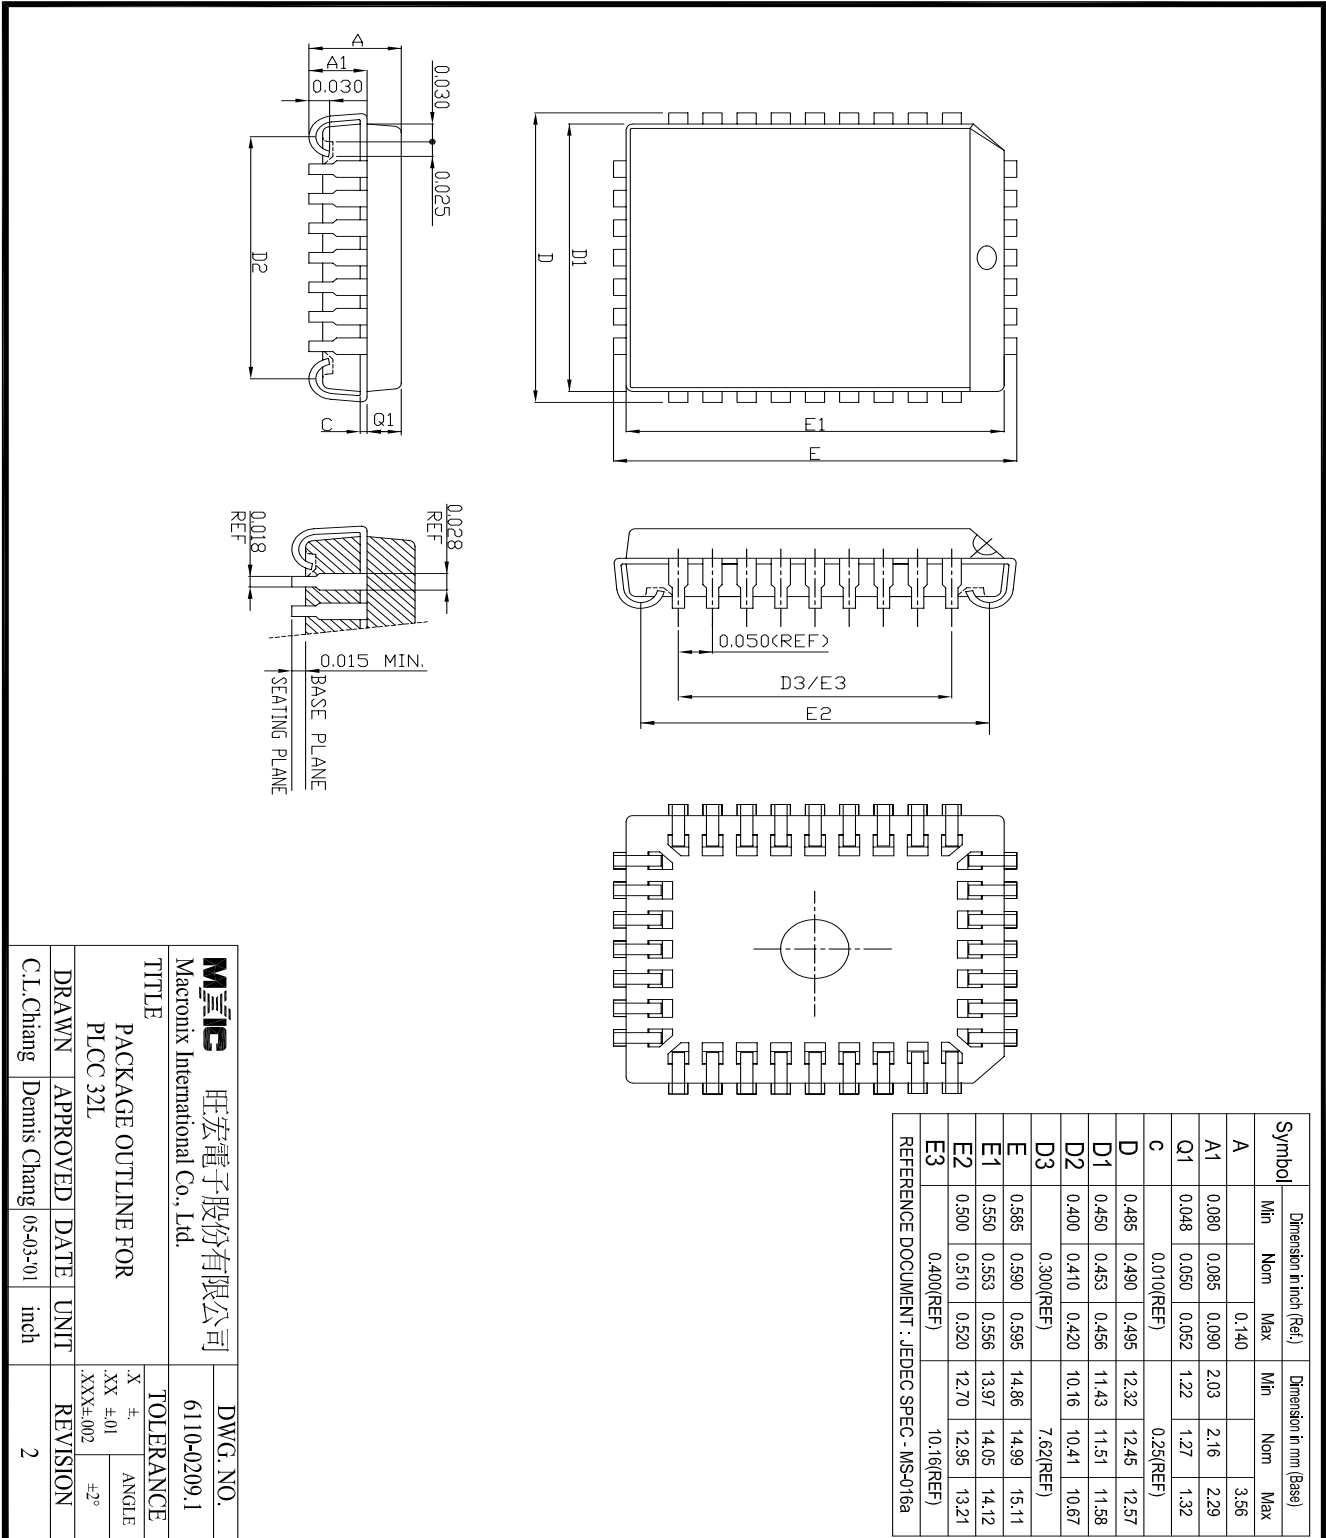 A
A1
0.030
0.030
0.025
D2
C
Q1
D
D1
E1
E
0.028
REF
0.018
REF
0.015 MIN.
BASE PLANE
SEATING PLANE
0.050(REF)
D3/E3
E2
Symbol Dimension in inch (Ref.) Dimension in mm (Base)
Min Nom Max Min Nom Max
A 0.140 3.56
A1 0.080 0.085 0.090 2.03 2.16 2.29
Q1 0.048 0.050 0.052 1.22 1.27 1.32
C 0.010(REF) 0.25(REF)
D 0.485 0.490 0.495 12.32 12.45 12.57
D1 0.450 0.453 0.456 11.43 11.51 11.58
D2 0.400 0.410 0.420 10.16 10.41 10.67
D3 0.300(REF) 7.62(REF)
E 0.585 0.590 0.595 14.86 14.99 15.11
E1 0.550 0.553 0.556 13.97 14.05 14.12
E2 0.500 0.510 0.520 12.70 12.95 13.21
E3 0.400(REF) 10.16(REF)
REFERENCE DOCUMENT : JEDEC SPEC - MS-016a
MXIC 旺宏電子股份有限公司
Macronix International Co., Ltd.
DWG. NO.
6110-0209.1
TITLE
PACKAGE OUTLINE FOR
PLCC 32L
TOLERANCE
.X ±.
.XX ±.01
.XXX±.002
ANGLE
±2°
DRAWN APPROVED DATE UNIT REVISION
C.L.Chiang Dennis Chang 05-03-'01 inch 2